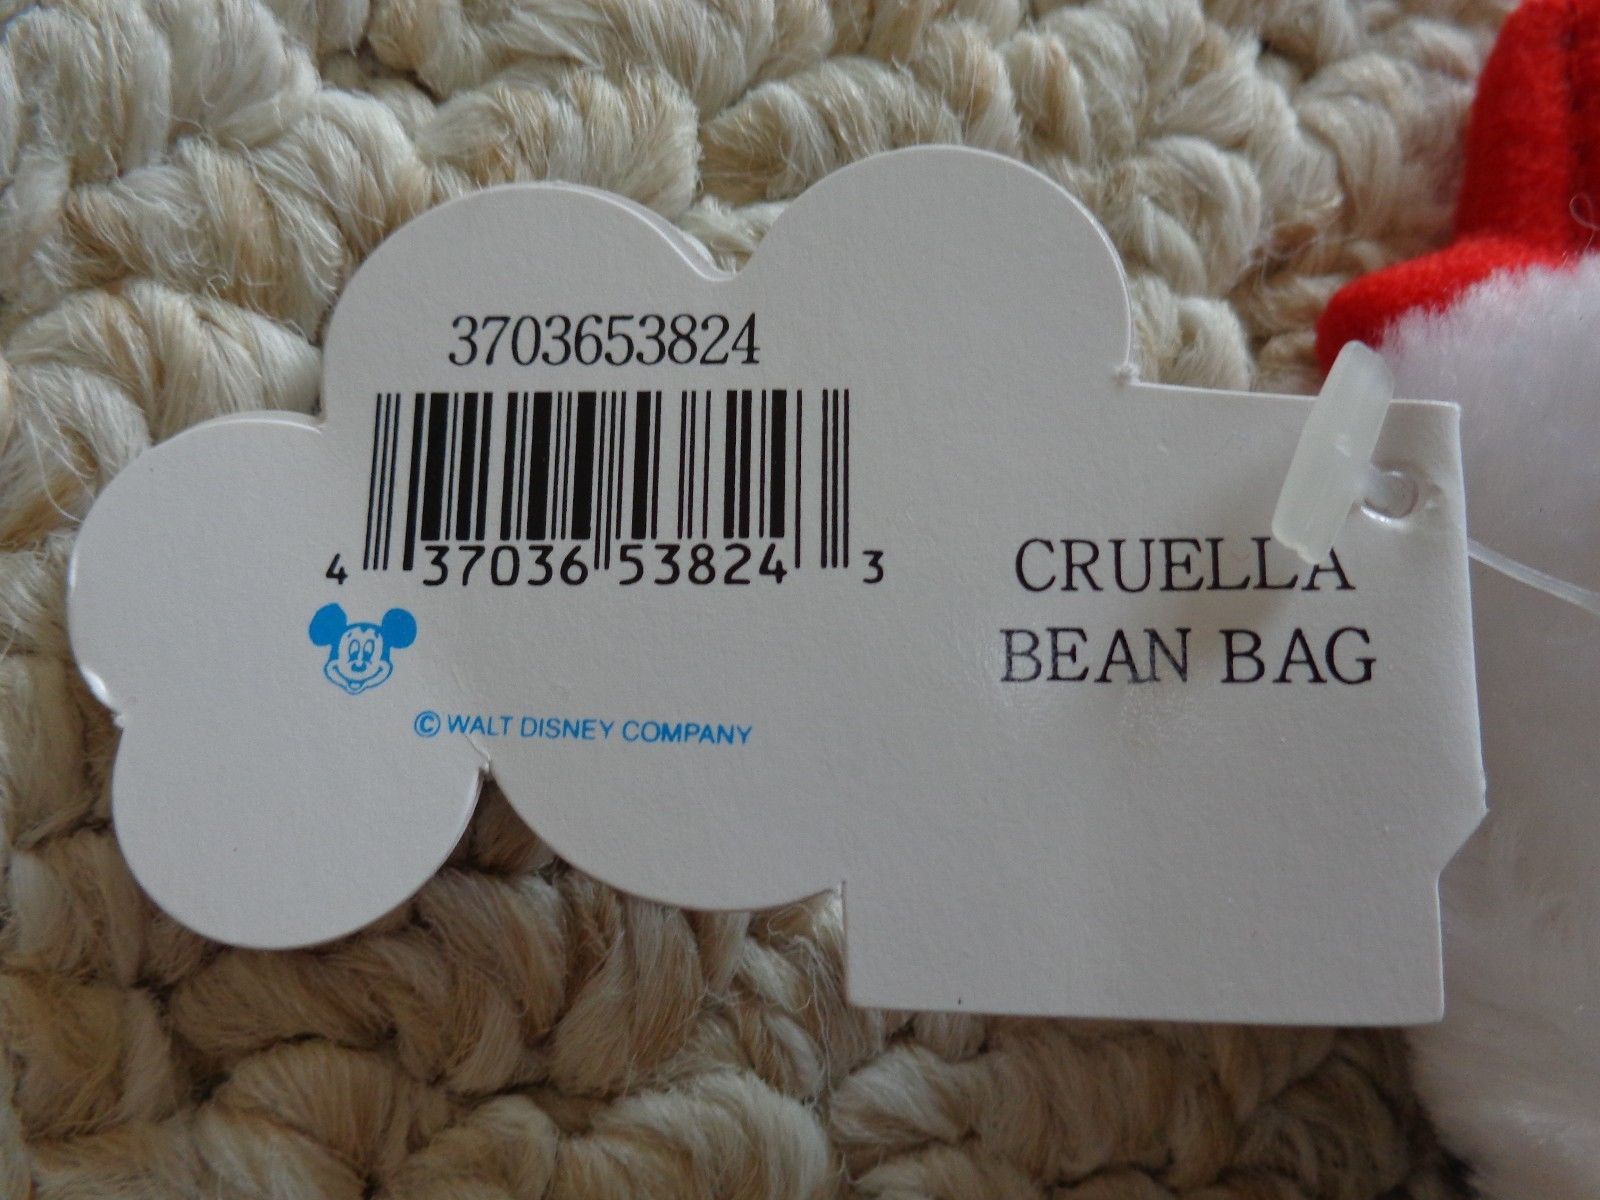 3703653824
4 37036 53824 3
© WALT DISNEY COMPANY
CRUELLA
BEAN BAG